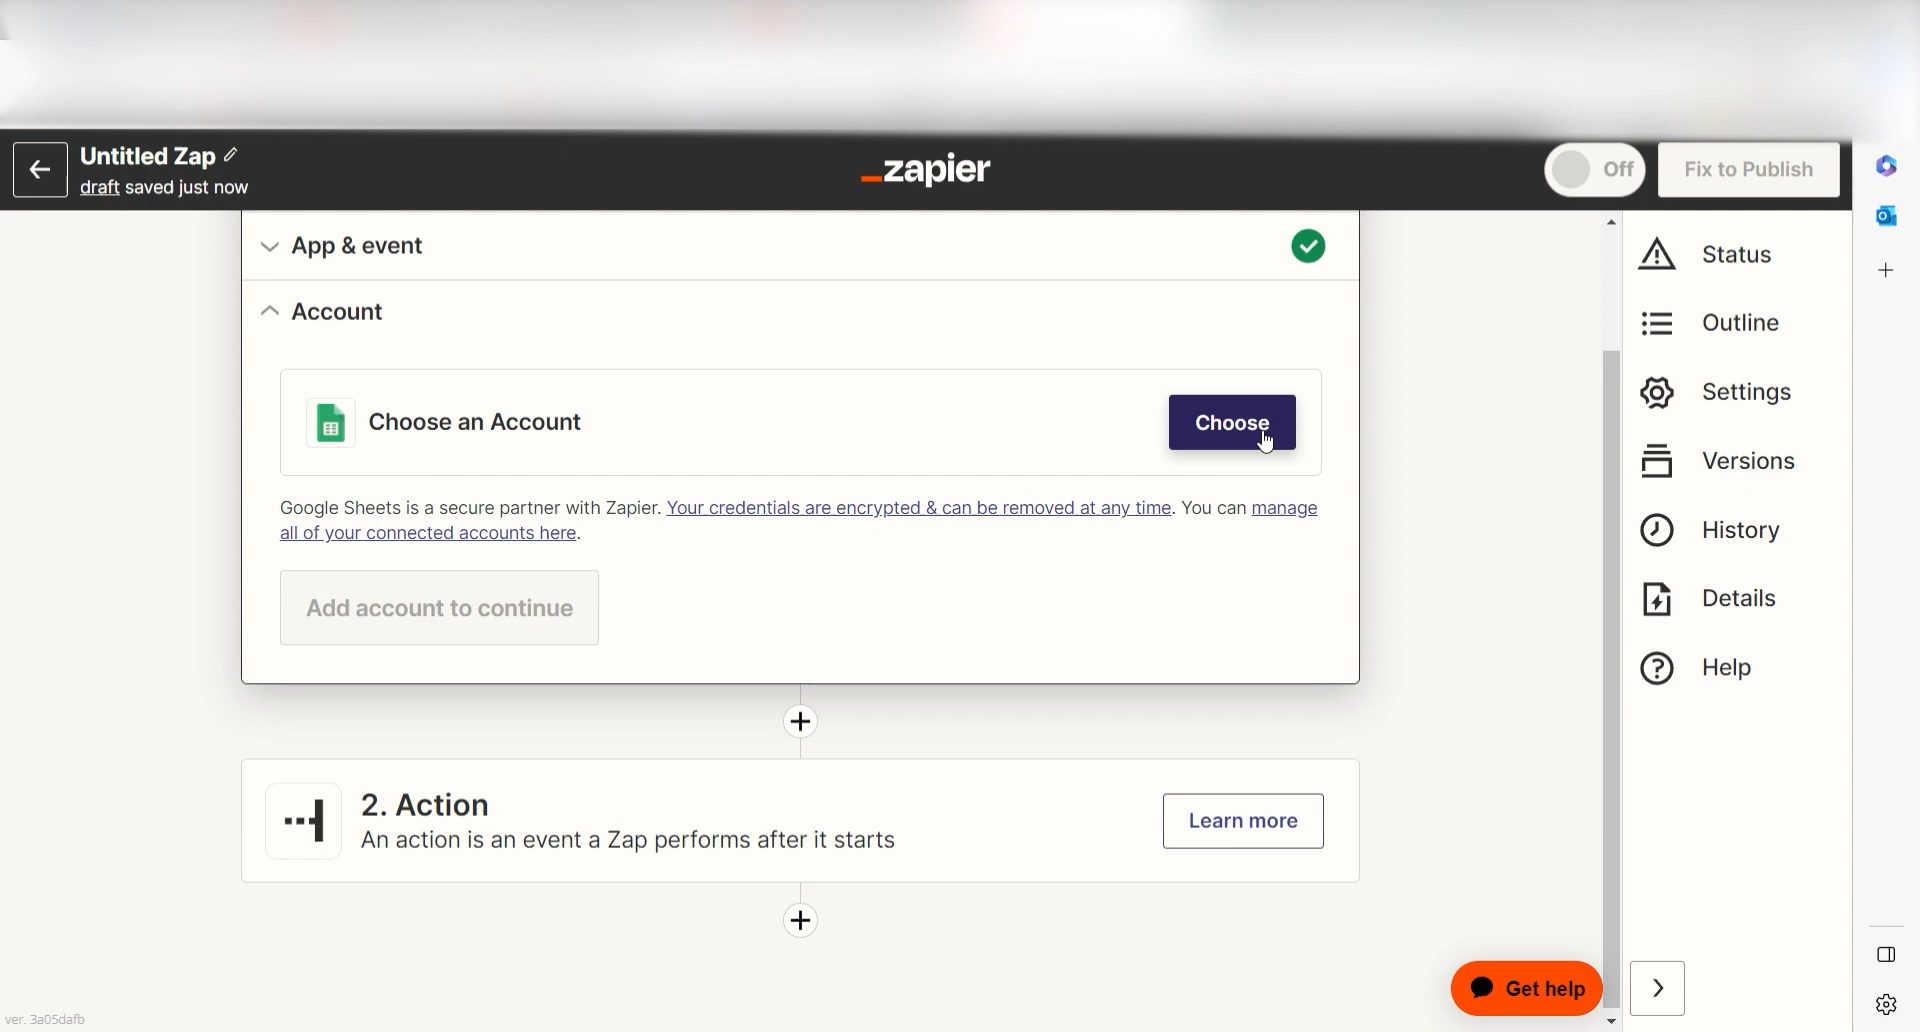 Untitled Zap
draft saved just now
zapier
Off
Fix to Publish
App & event
Account
Choose an Account
Choose
Google Sheets is a secure partner with Zapier. Your credentials are encrypted & can be removed at any time. You can manage
all of your connected accounts here.
Add account to continue
2. Action
An action is an event a Zap performs after it starts
Learn more
Status
Outline
Settings
Versions
History
Details
Help
Get help
ver. 3a05dafb